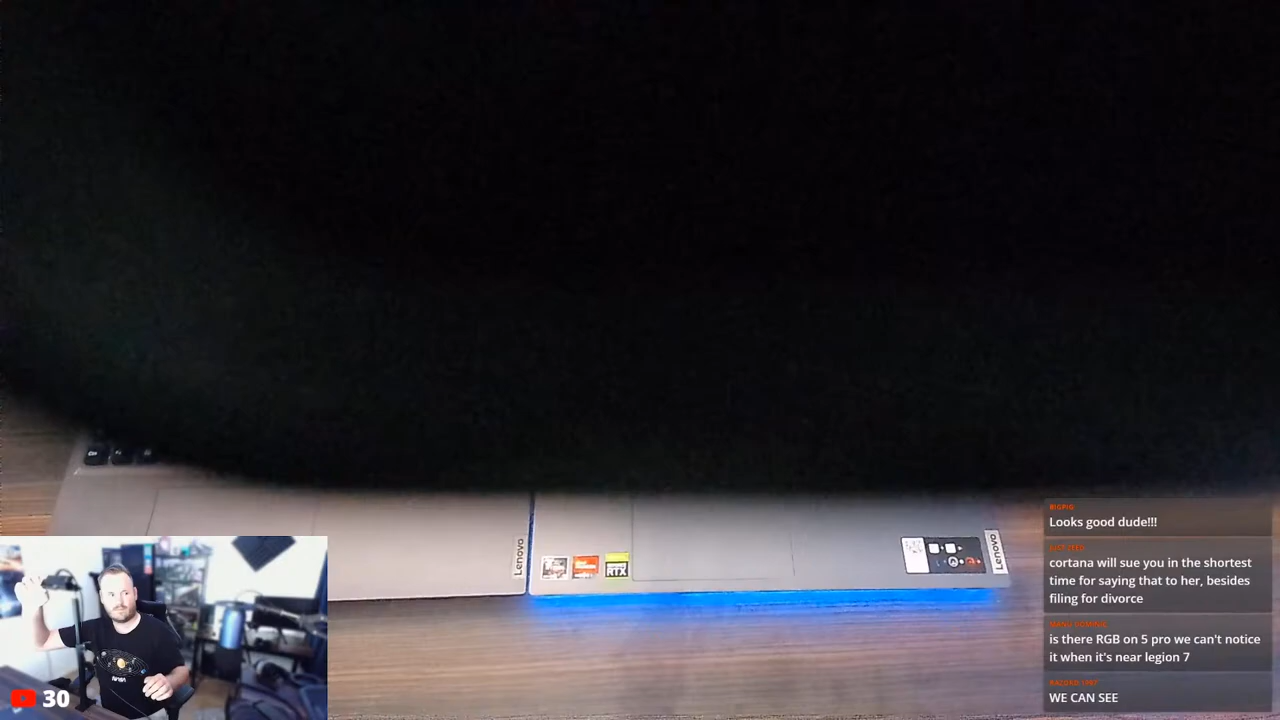 Lenovo
RTX
Lenovo
BIGPIG
Looks good dude!!!
cortana will sue you in the shortest
time for saying that to her, besides
filing for divorce
is there RGB on 5 pro we can't notice
it when it's near legion 7
WE CAN SEE
NASA
30